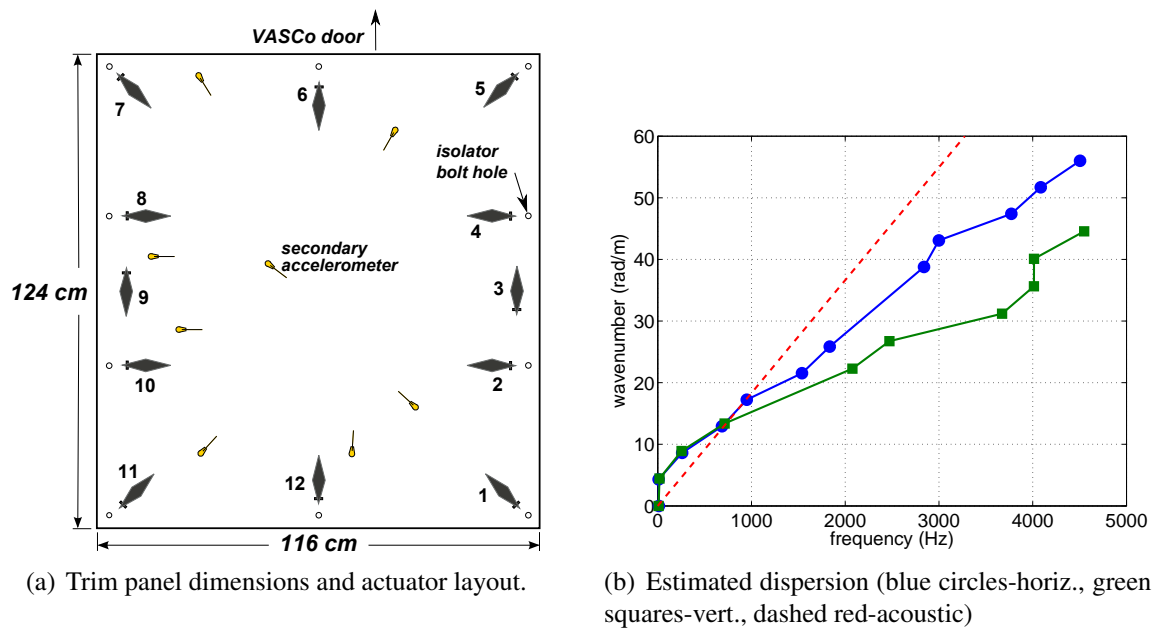 VASCo door
7
6
5
isolator
bolt hole
8
4
secondary
accelerometer
124 cm
9
3
10
2
11
12
1
116 cm
(a) Trim panel dimensions and actuator layout.
60
50
40
30
20
10
0
wavenumber (rad/m)
0 1000 2000 3000 4000 5000
frequency (Hz)
(b) Estimated dispersion (blue circles-horiz., green
squares-vert., dashed red-acoustic)